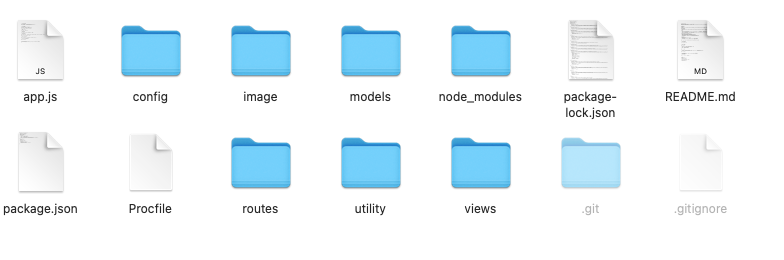 JS
MD
app.js
config
image
models
node_modules
package-
lock.json
README.md
package.json
Procfile
routes
utility
views
.git
.gitignore